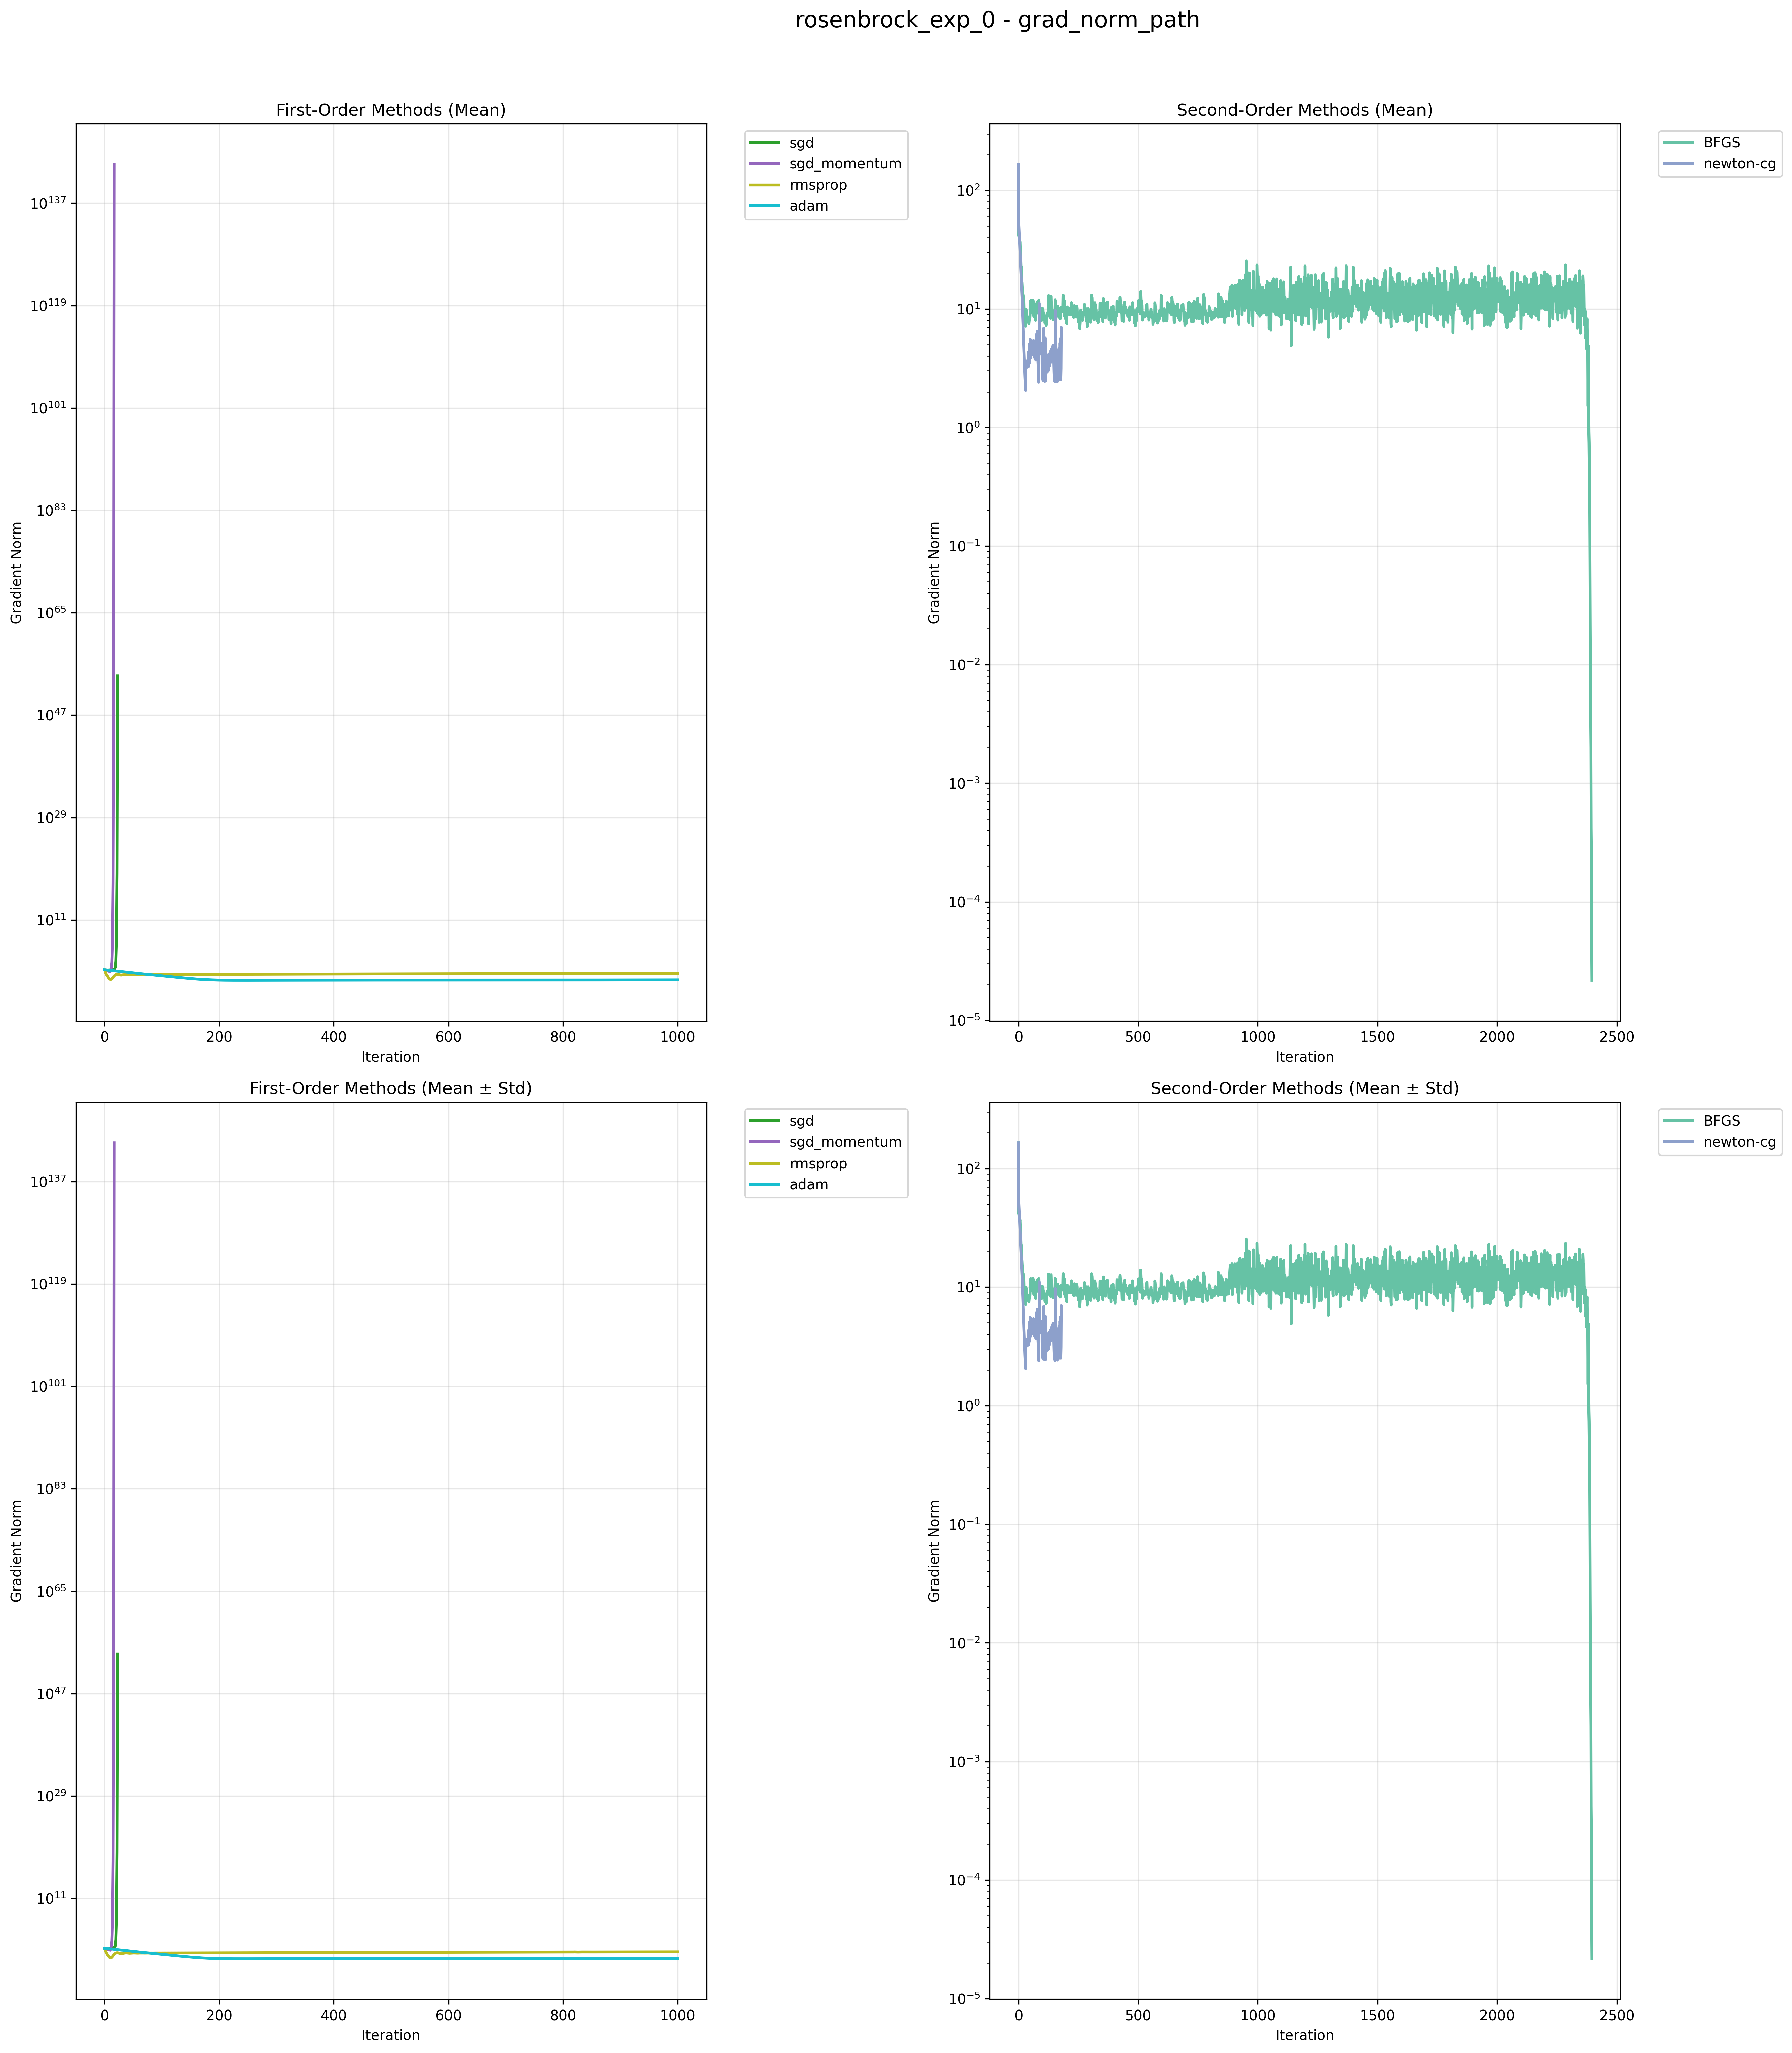 rosenbrock_exp_0 - grad_norm_path
First-Order Methods (Mean)
Gradient Norm
10^137
10^119
10^101
10^83
10^65
10^47
10^29
10^11
0 200 400 600 800 1000
Iteration
sgd
sgd_momentum
rmsprop
adam
Second-Order Methods (Mean)
Gradient Norm
10^2
10^1
10^0
10^−1
10^−2
10^−3
10^−4
10^−5
0 500 1000 1500 2000 2500
Iteration
BFGS
newton-cg
First-Order Methods (Mean ± Std)
Gradient Norm
10^137
10^119
10^101
10^83
10^65
10^47
10^29
10^11
0 200 400 600 800 1000
Iteration
sgd
sgd_momentum
rmsprop
adam
Second-Order Methods (Mean ± Std)
Gradient Norm
10^2
10^1
10^0
10^−1
10^−2
10^−3
10^−4
10^−5
0 500 1000 1500 2000 2500
Iteration
BFGS
newton-cg